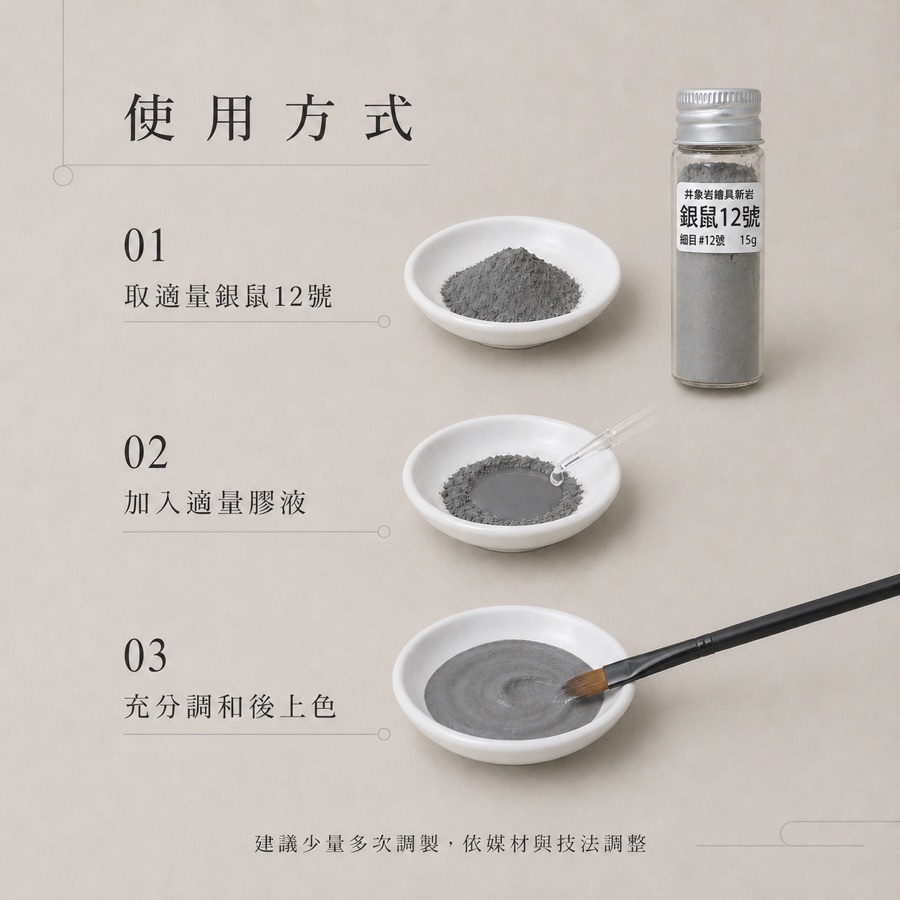 使用方式
井象岩繪具新岩
銀鼠12號
細目 #12號 15g
01
取適量銀鼠12號
02
加入適量膠液
03
充分調和後上色
建議少量多次調製，依媒材與技法調整